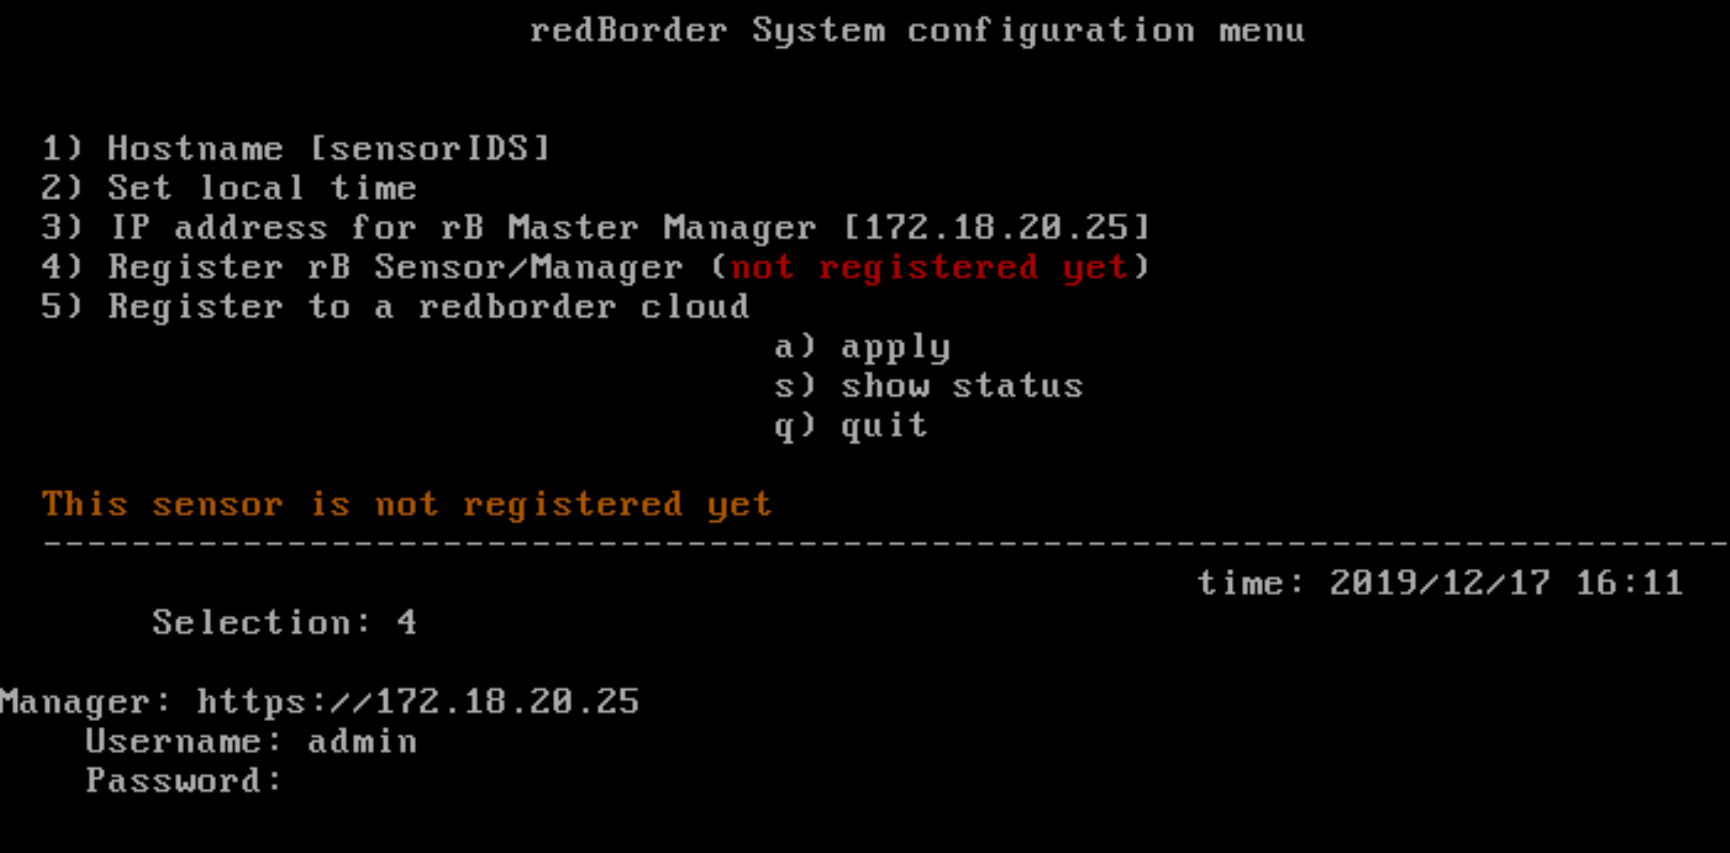 redBorder System configuration menu
1) Hostname [sensorIDS]
2) Set local time
3) IP address for rB Master Manager [172.18.20.25]
4) Register rB Sensor/Manager (not registered yet)
5) Register to a redborder cloud
a) apply
s) show status
q) quit
This sensor is not registered yet
----------------------------------------------------------------------------
time: 2019/12/17 16:11
Selection: 4
Manager: https://172.18.20.25
Username: admin
Password: